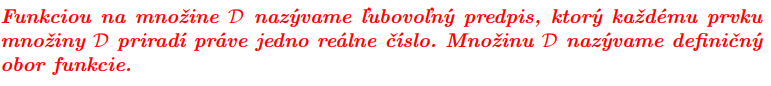 Funkciou na množine 𝒟 nazývame ľubovoľný predpis, ktorý každému prvku
množiny 𝒟 priradí práve jedno reálne číslo. Množinu 𝒟 nazývame definičný
obor funkcie.